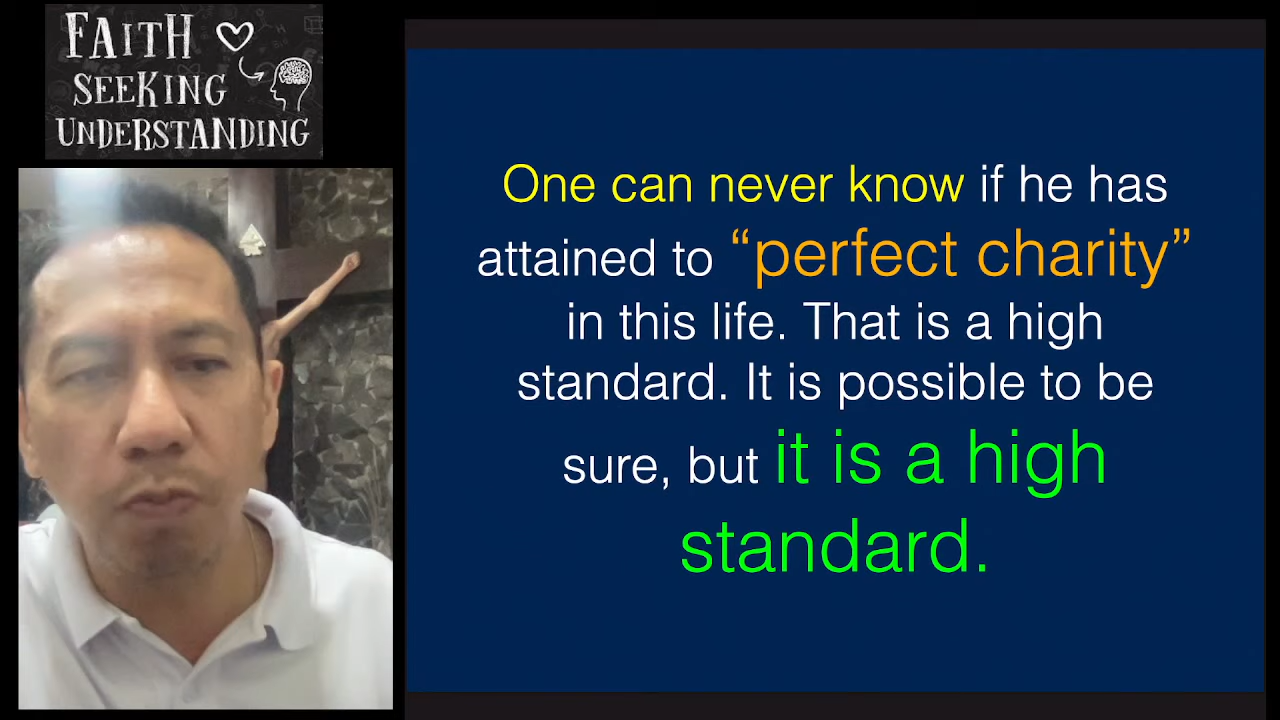 FAITH
SEEKING
UNDERSTANDING
One can never know if he has
attained to “perfect charity”
in this life. That is a high
standard. It is possible to be
sure, but it is a high
standard.